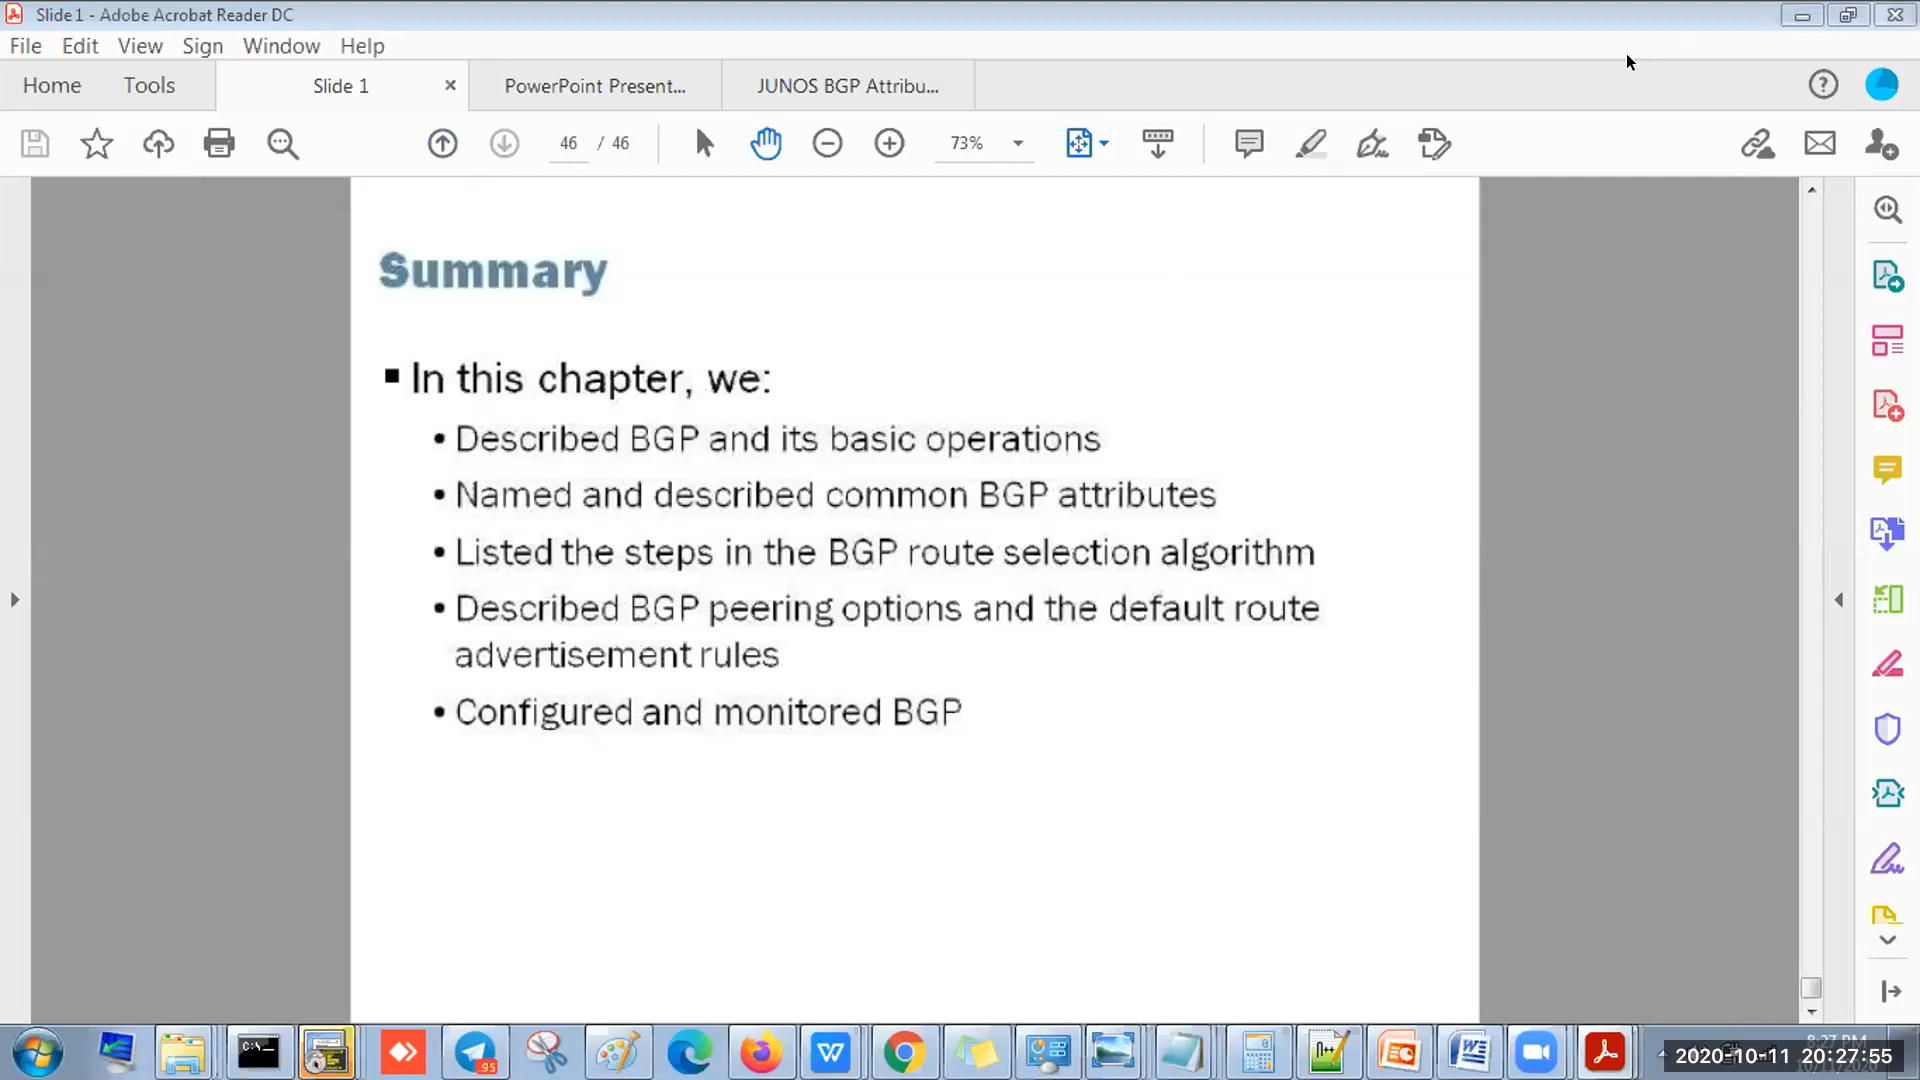 Slide 1 - Adobe Acrobat Reader DC
File Edit View Sign Window Help
Home Tools Slide 1 PowerPoint Present... JUNOS BGP Attribu...
46 / 46 73%
Summary
In this chapter, we:
• Described BGP and its basic operations
• Named and described common BGP attributes
• Listed the steps in the BGP route selection algorithm
• Described BGP peering options and the default route
advertisement rules
• Configured and monitored BGP
8:27 PM
2020-10-11 20:27:55